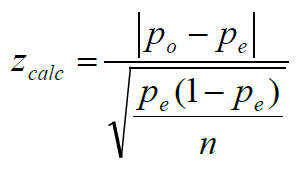 z_calc = |p_o − p_e| / √(p_e(1 − p_e) / n)